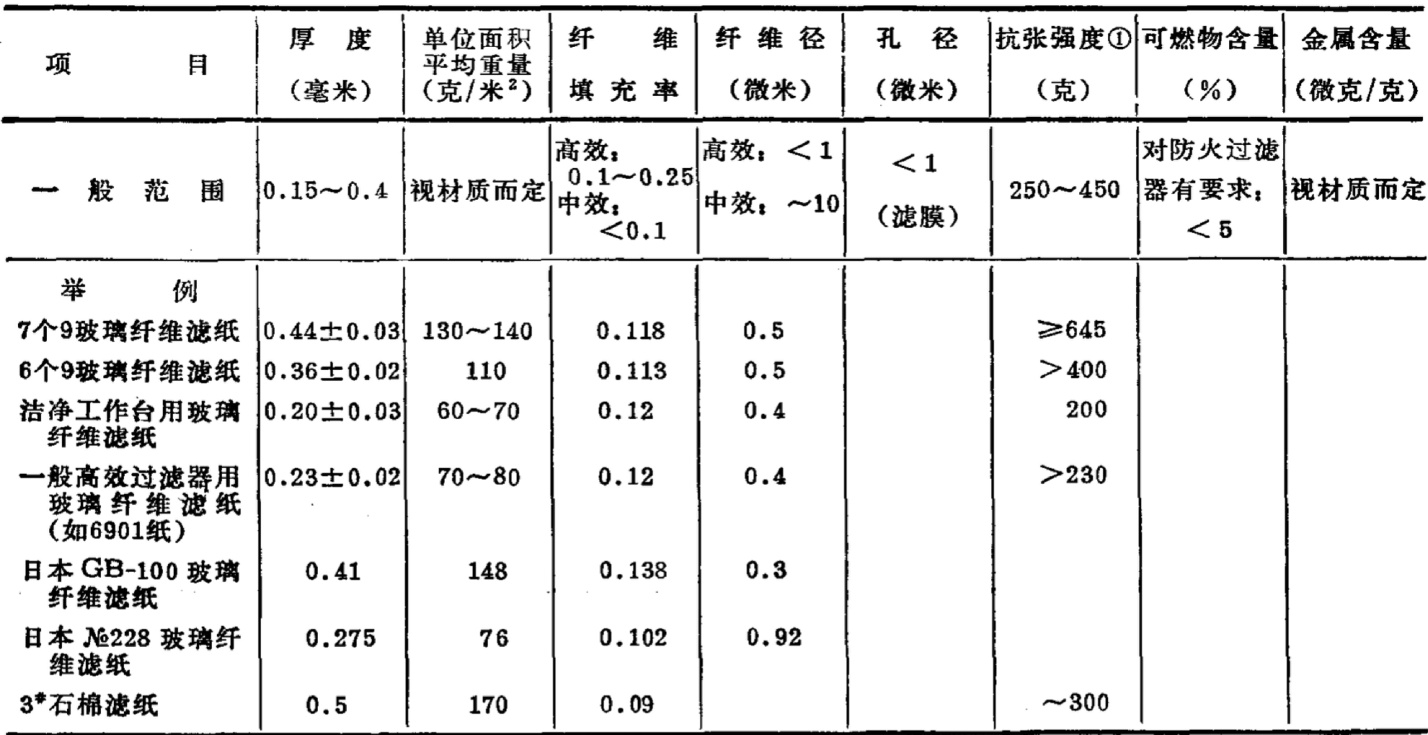 项 目 厚 度 (毫米) 单位面积 平均重量 (克/米²) 纤 维 填 充 率 纤 维 径 (微米) 孔 径 (微米) 抗张强度① (克) 可燃物含量 (%) 金属含量 (微克/克)
一 般 范 围 0.15~0.4 视材质而定 高效: 0.1~0.25 中效: <0.1 高效: <1 中效: ~10 <1 (滤膜) 250~450 对防火过滤 器有要求: <5 视材质而定
举 例
7个9玻璃纤维滤纸 0.44±0.03 130~140 0.118 0.5 ≥645
6个9玻璃纤维滤纸 0.36±0.02 110 0.113 0.5 >400
洁净工作台用玻璃 0.20±0.03 60~70 0.12 0.4 200
纤维滤纸
一般高效过滤器用 0.23±0.02 70~80 0.12 0.4 >230
玻璃纤维滤纸
(如6901纸)
日本 GB-100 玻璃 0.41 148 0.138 0.3
纤维滤纸
日本 №228 玻璃纤 0.275 76 0.102 0.92
维滤纸
3#石棉滤纸 0.5 170 0.09 ~300